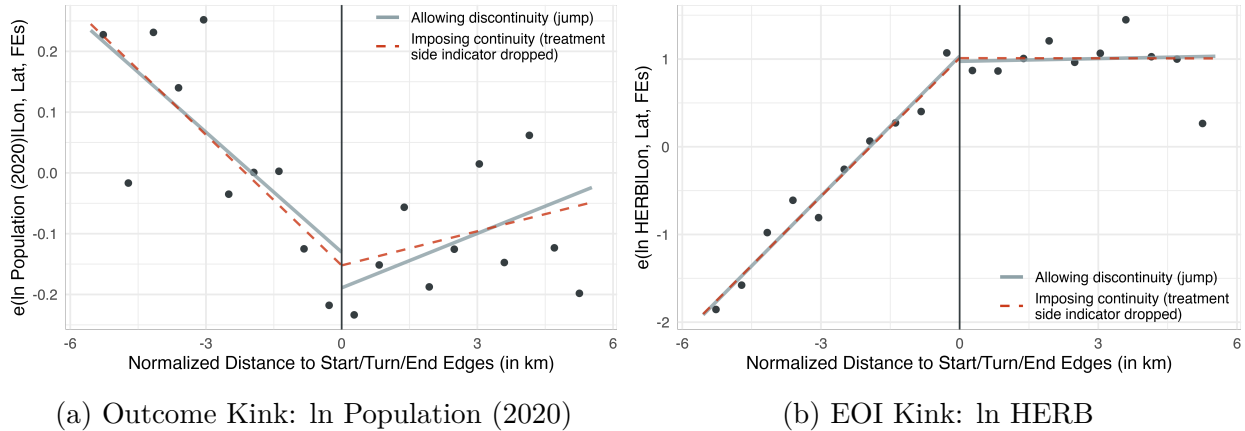 e(ln Population (2020)|Lon, Lat, FEs)
0.2
0.1
0.0
-0.1
-0.2
Allowing discontinuity (jump)
Imposing continuity (treatment
side indicator dropped)
-6
-3
0
3
6
Normalized Distance to Start/Turn/End Edges (in km)
(a) Outcome Kink: ln Population (2020)
e(ln HERB|Lon, Lat, FEs)
1
0
-1
-2
Allowing discontinuity (jump)
Imposing continuity (treatment
side indicator dropped)
-6
-3
0
3
6
Normalized Distance to Start/Turn/End Edges (in km)
(b) EOI Kink: ln HERB